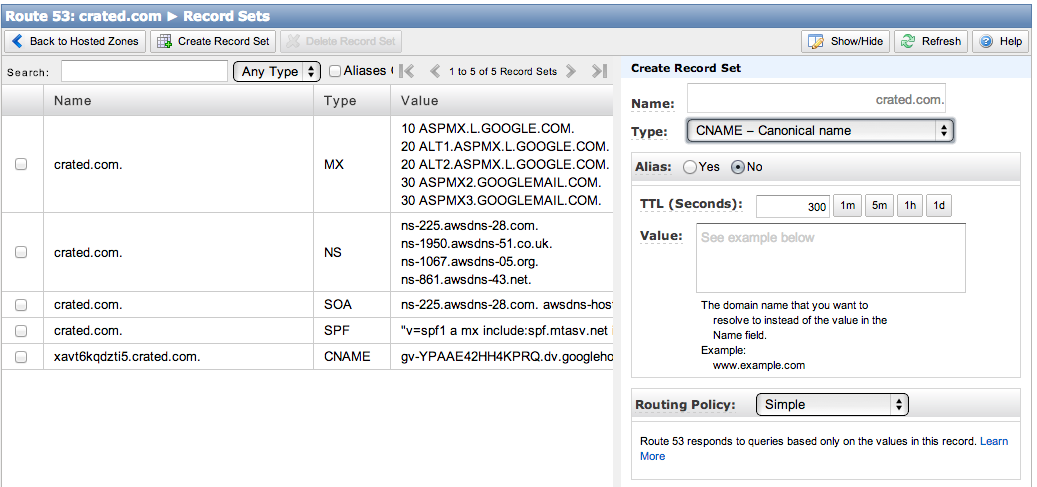 Route 53: crated.com ► Record Sets
Back to Hosted Zones Create Record Set Delete Record Set Show/Hide Refresh Help
Search: Any Type Aliases 1 to 5 of 5 Record Sets
Name Type Value
crated.com. MX
10 ASPMX.L.GOOGLE.COM.
20 ALT1.ASPMX.L.GOOGLE.COM.
20 ALT2.ASPMX.L.GOOGLE.COM.
30 ASPMX2.GOOGLEMAIL.COM.
30 ASPMX3.GOOGLEMAIL.COM.
crated.com. NS
ns-225.awsdns-28.com.
ns-1950.awsdns-51.co.uk.
ns-1067.awsdns-05.org.
ns-861.awsdns-43.net.
crated.com. SOA ns-225.awsdns-28.com. awsdns-host
crated.com. SPF "v=spf1 a mx include:spf.mtasv.net
xavt6kqdzti5.crated.com. CNAME gv-YPAAE42HH4KPRQ.dv.googleho
Create Record Set
Name: crated.com.
Type: CNAME – Canonical name
Alias: Yes No
TTL (Seconds): 300 1m 5m 1h 1d
Value: See example below
The domain name that you want to
resolve to instead of the value in the
Name field.
Example:
www.example.com
Routing Policy: Simple
Route 53 responds to queries based only on the values in this record. Learn
More